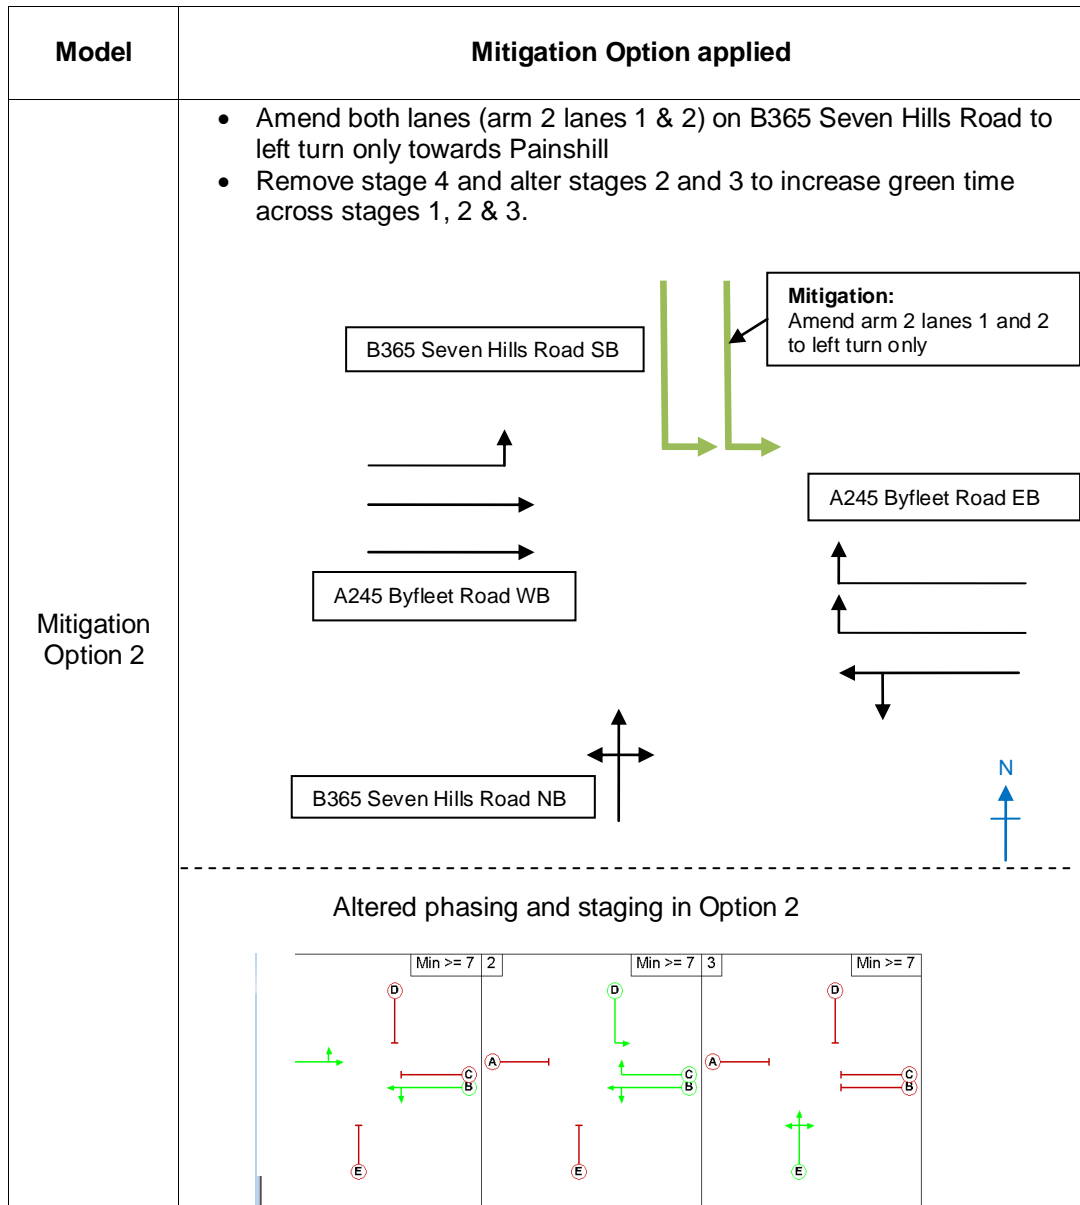 Model
Mitigation Option applied
• Amend both lanes (arm 2 lanes 1 & 2) on B365 Seven Hills Road to
left turn only towards Painshill
• Remove stage 4 and alter stages 2 and 3 to increase green time
across stages 1, 2 & 3.
Mitigation:
Amend arm 2 lanes 1 and 2
to left turn only
B365 Seven Hills Road SB
A245 Byfleet Road EB
A245 Byfleet Road WB
Mitigation
Option 2
B365 Seven Hills Road NB
N
Altered phasing and staging in Option 2
Min >= 7
2
Min >= 7
3
Min >= 7
D
C
B
E
D
A
C
B
E
D
A
C
B
E